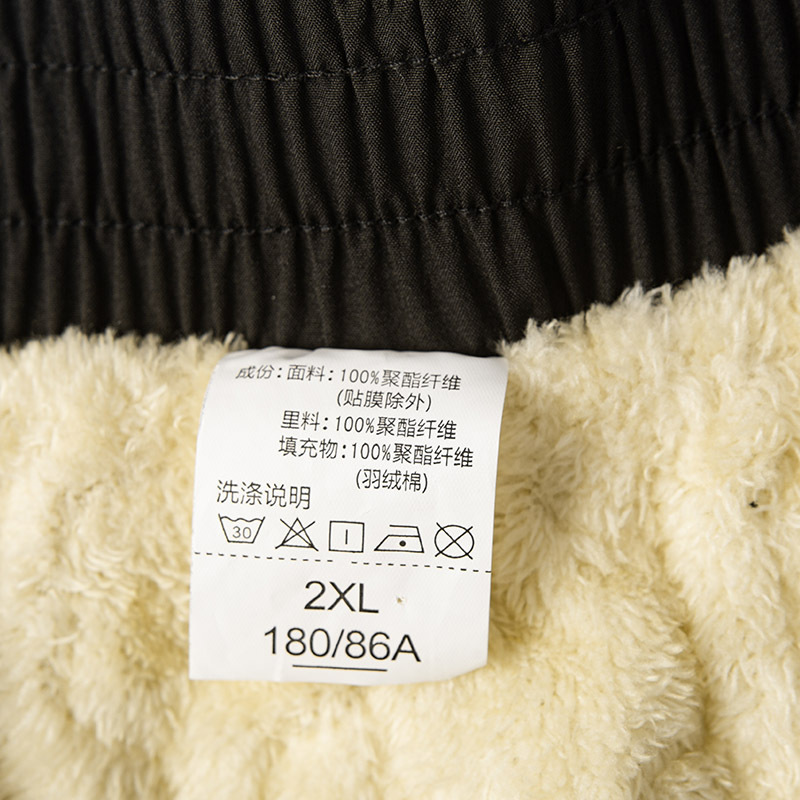 成份:面料:100%聚酯纤维
(贴膜除外)
里料:100%聚酯纤维
填充物:100%聚酯纤维
(羽绒棉)
洗涤说明
30
2XL
180/86A